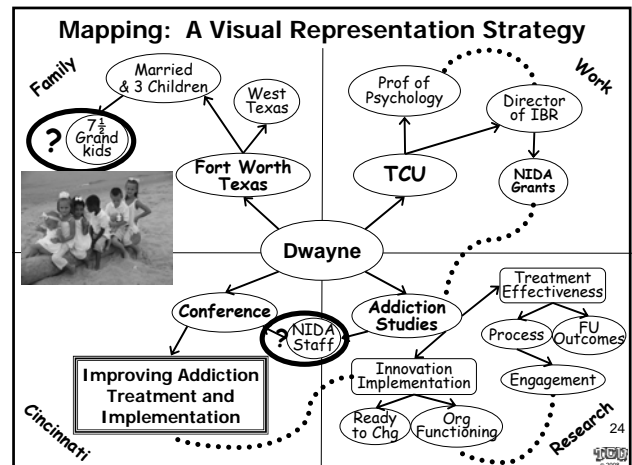 Mapping: A Visual Representation Strategy
Family
Married
& 3 Children
West
Texas
?
7½
Grand
kids
Fort Worth
Texas
Work
Prof of
Psychology
Director
of IBR
TCU
NIDA
Grants
Dwayne
Conference
?
NIDA
Staff
Addiction
Studies
Improving Addiction
Treatment and
Implementation
Cincinnati
Treatment
Effectiveness
Process
FU
Outcomes
Innovation
Implementation
Engagement
Ready
to Chg
Org
Functioning
Research
24
TCU